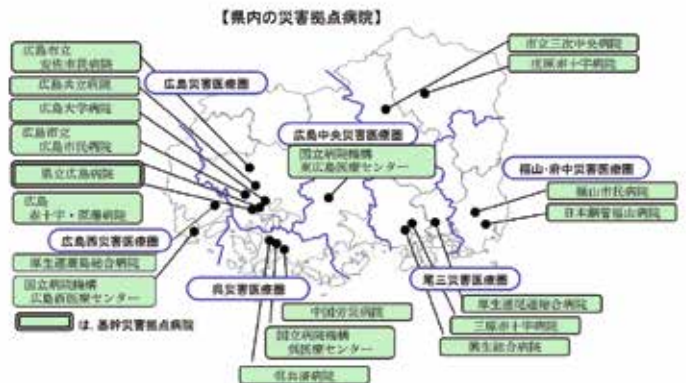 【県内の災害拠点病院】
広島市立
安佐市民病院
広島共立病院
広島大学病院
広島市立
広島市民病院
県立広島病院
広島
赤十字・原爆病院
広島災害医療圏
広島西災害医療圏
厚生連廣島総合病院
国立病院機構
広島西医療センター
は、基幹災害拠点病院
広島中央災害医療圏
国立病院機構
東広島医療センター
市立三次中央病院
庄原赤十字病院
福山・府中災害医療圏
福山市民病院
日本鋼管福山病院
呉災害医療圏
中国労災病院
国立病院機構
呉医療センター
呉共済病院
尾三災害医療圏
厚生連尾道総合病院
三原赤十字病院
興生総合病院